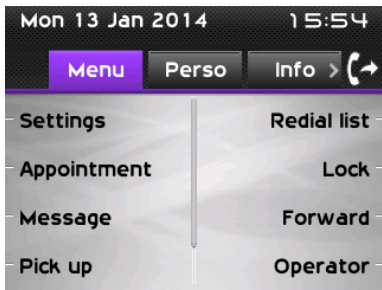 Mon 13 Jan 2014 15:54
Menu Perso Info >
Settings Redial list
Appointment Lock
Message Forward
Pick up Operator